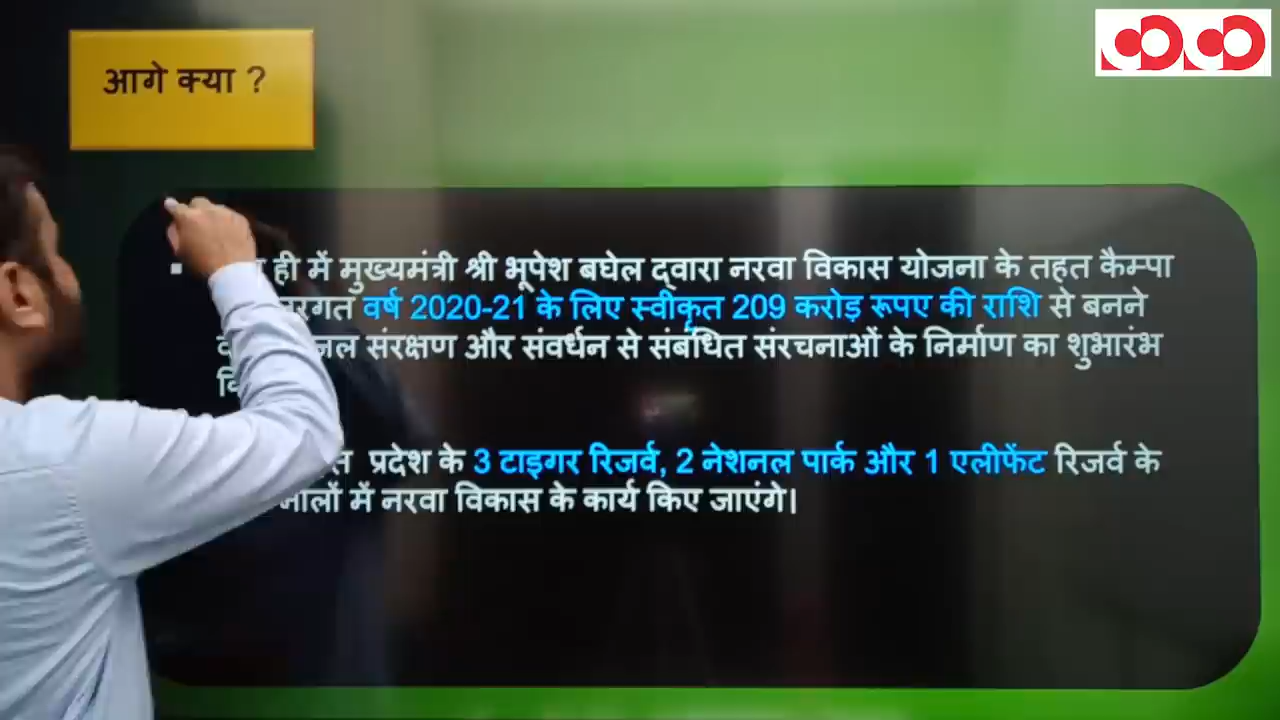 आगे क्या ?
ही में मुख्यमंत्री श्री भूपेश बघेल द्वारा नरवा विकास योजना के तहत कैम्पा
वर्ष 2020-21 के लिए स्वीकृत 209 करोड़ रूपए की राशि से बनने
संरक्षण और संवर्धन से संबंधित संरचनाओं के निर्माण का शुभारंभ
प्रदेश के 3 टाइगर रिजर्व, 2 नेशनल पार्क और 1 एलीफेंट रिजर्व के
में नरवा विकास के कार्य किए जाएंगे।